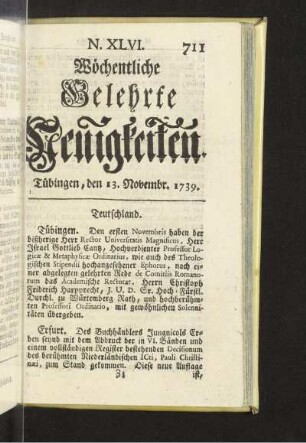 N. XLVI. 711
Wöchentliche
Gelehrte
Neuigkeiten.
Tübingen, den 13. Novembr. 1739.
Teutschland.
Tübingen. Den ersten Novembris haben der
bißherige Herr Rector Universitatis Magnificus, Herr
Israel Gottlieb Canz, Hochverdienter Professor Lo-
gicæ & Metaphysicæ Ordinarius, wie auch des Theolo-
gischen Stipendii hochangesehener Ephorus, nach ei-
ner abgelegten gelehrten Rede de Comitiis Romano-
rum das Academische Rectorat, Herrn Christoph
Friderich Harpprecht, J. U. D. Sr. Hoch-Fürstl.
Durchl. zu Würtemberg Rath, und hochberühm-
ten Professori Ordinario, mit gewöhnlichen Solenni-
täten übergeben.
Erfurt. Des Buchhändlers Jungnicols Er-
ben seynd mit dem Abdruck der in VI. Bänden und
einem vollständigen Register bestehenden Decisionum
des berühmten Niederländischen JCti, Pauli Christi-
næi, zum Stand gekommen. Diese neue Auflage
ist,